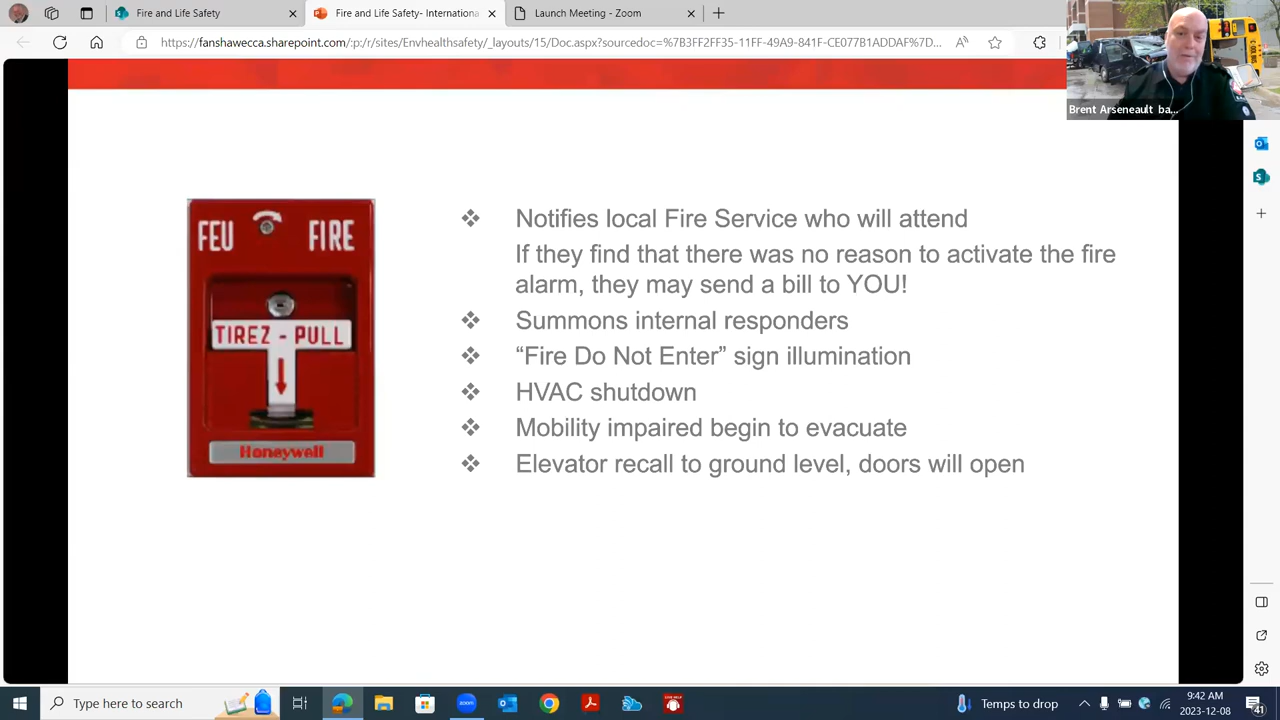 Fire and Life Safety
Fire and Life Safety- Internationa
Launch Meeting - Zoom
https://fanshawecca.sharepoint.com/:p:/r/sites/Envhealthsafety/_layouts/15/Doc.aspx?sourcedoc=%7B3FF2FF35-11FF-49A9-841F-CE077B1ADDAF%7D...
Brent Arseneault ba...
FEU FIRE
TIREZ - PULL
Honeywell
❖ Notifies local Fire Service who will attend
If they find that there was no reason to activate the fire
alarm, they may send a bill to YOU!
❖ Summons internal responders
❖ “Fire Do Not Enter” sign illumination
❖ HVAC shutdown
❖ Mobility impaired begin to evacuate
❖ Elevator recall to ground level, doors will open
Type here to search
zoom
Temps to drop
9:42 AM
2023-12-08
41